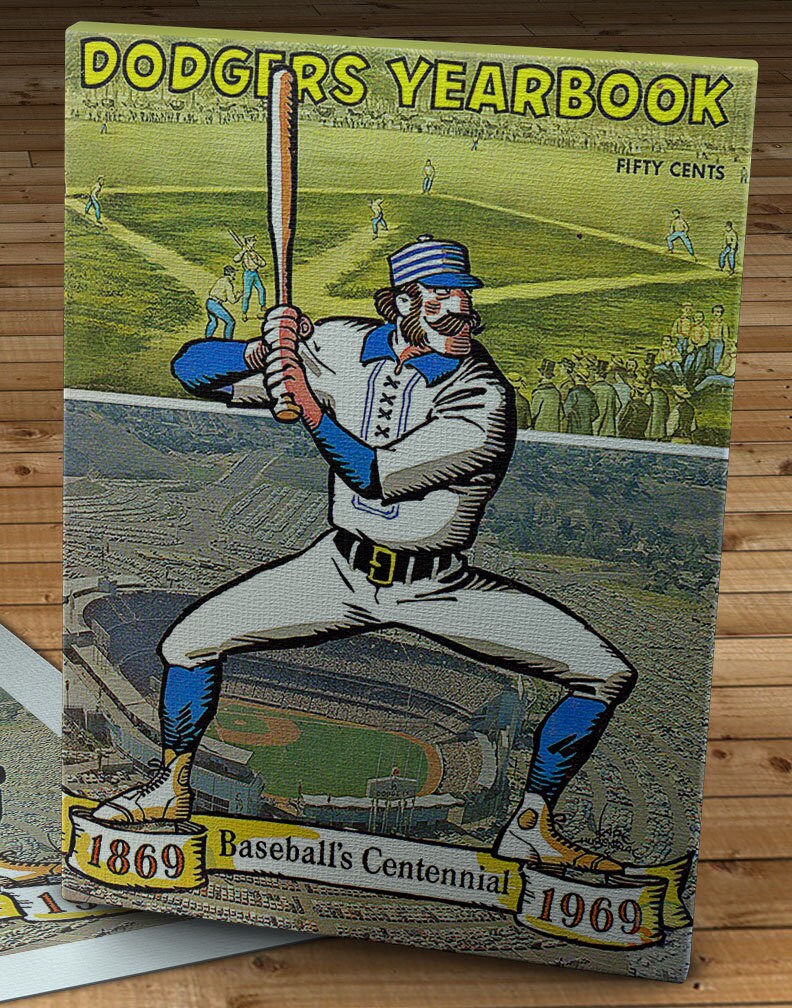 DODGERS YEARBOOK
FIFTY CENTS
1869 Baseball's Centennial 1969